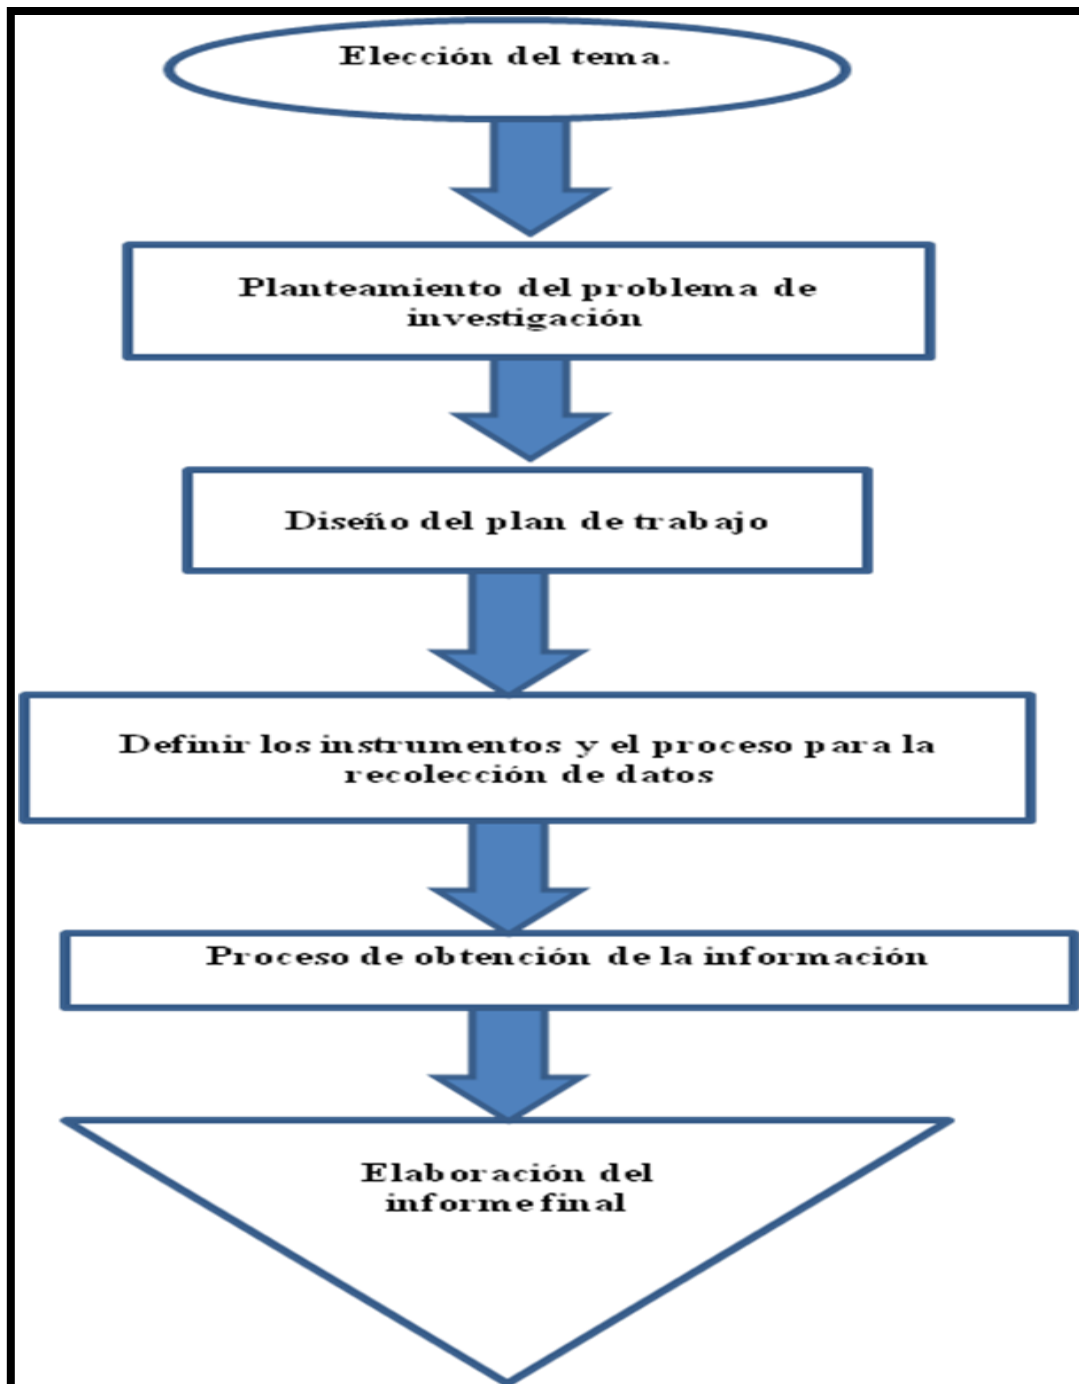 Elección del tema.
Planteamiento del problema de
investigación
Diseño del plan de trabajo
Definir los instrumentos y el proceso para la
recolección de datos
Proceso de obtención de la información
Elaboración del
informe final